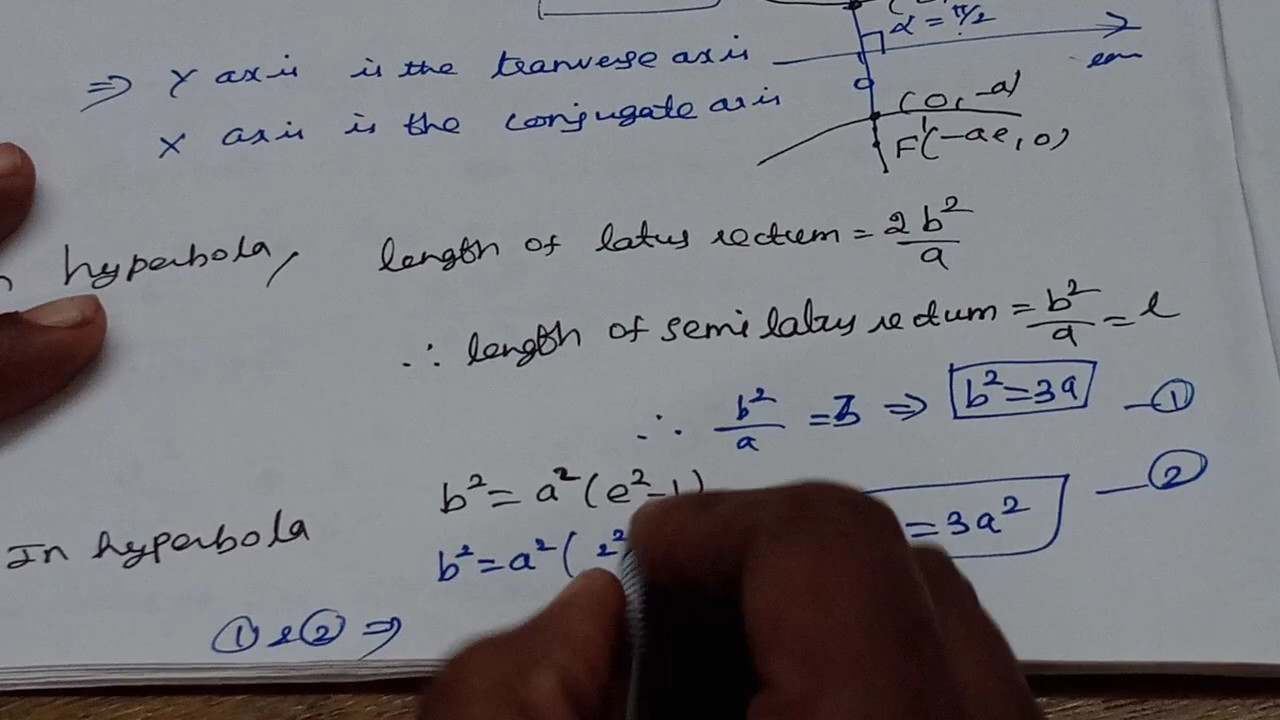 α = π/2
⇒ Y axis is the tranverse axis
X axis is the conjugate axis
(0, -a)
F'(-ae, 0)
hyperbola, length of latus rectum = 2b²/a
∴ length of semi latus rectum = b²/a = l
∴ b²/a = 3 ⇒ b² = 3a — ①
b² = a²(e²-1)
In hyperbola b² = a²(2² = 3a² — ②
① & ② ⇒